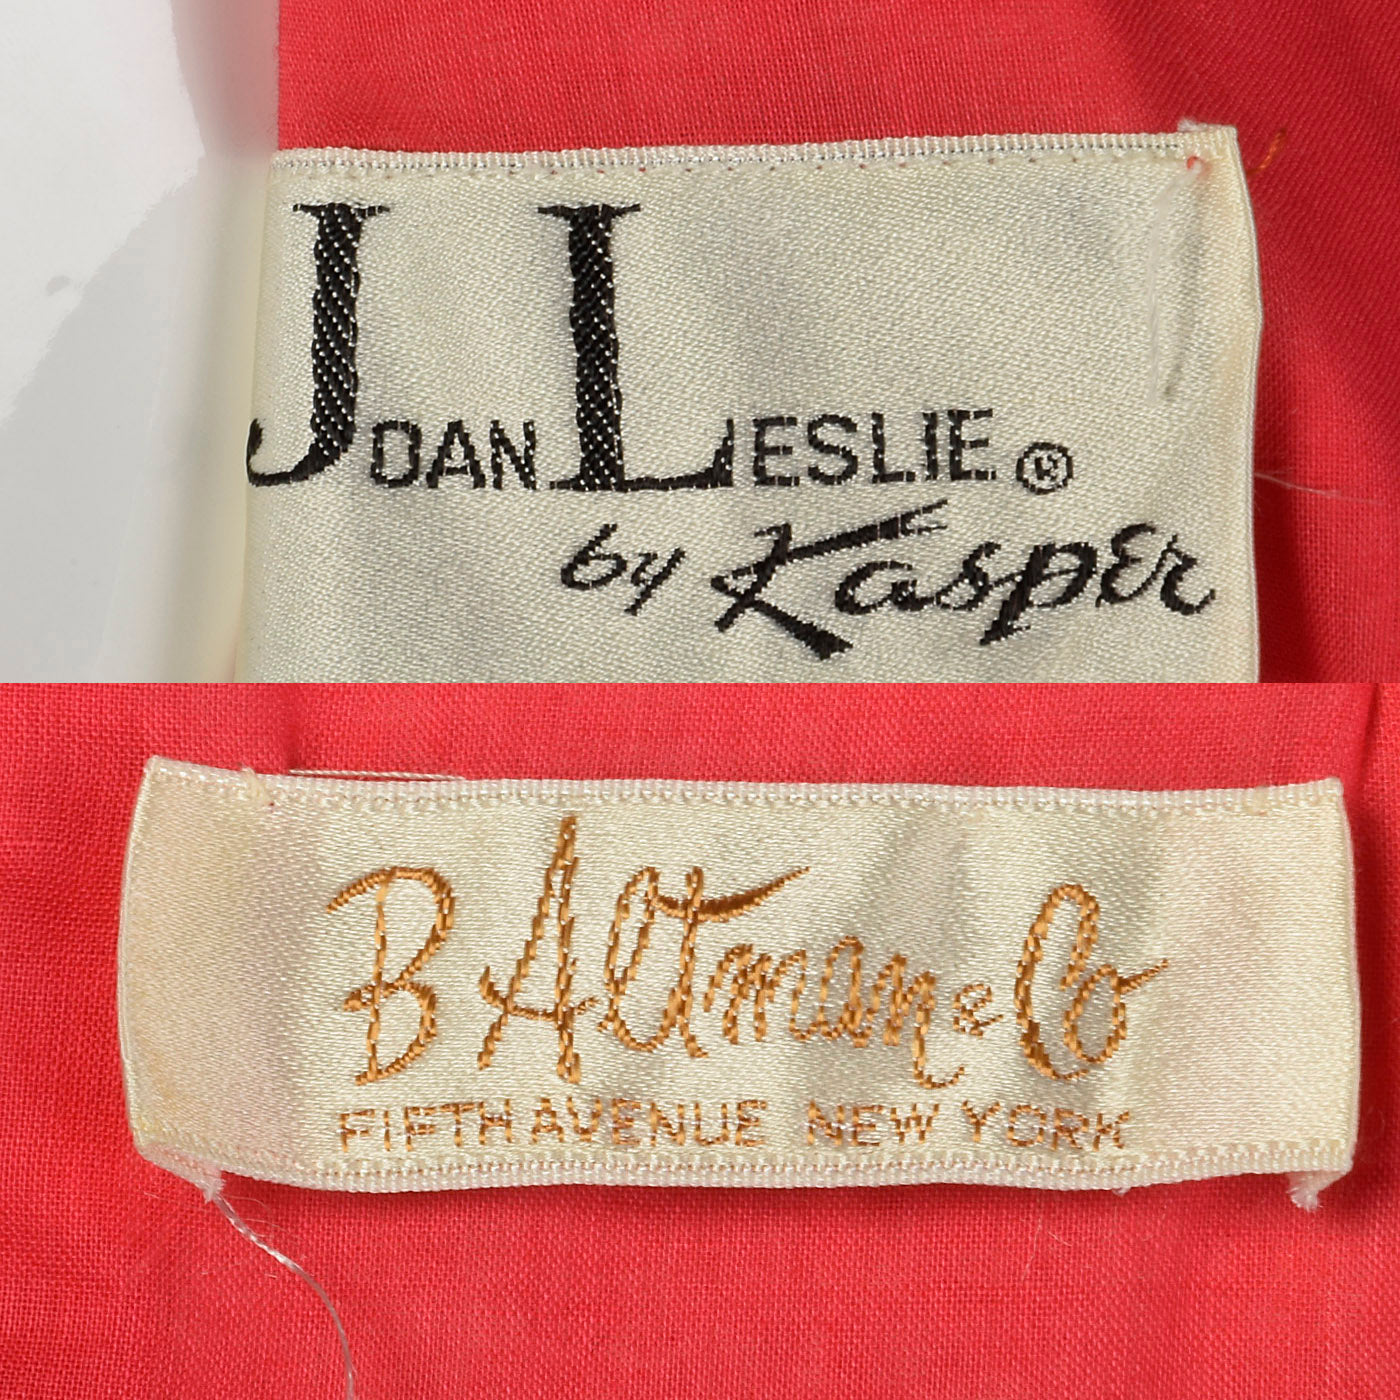 JOAN LESLIE ®
by Kasper
B Altman & Co
FIFTH AVENUE NEW YORK